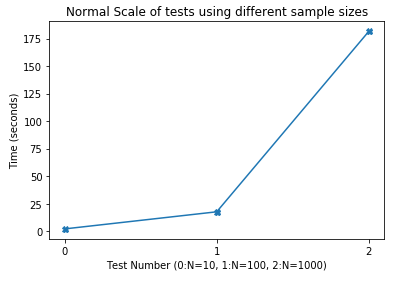 Normal Scale of tests using different sample sizes
175
150
125
100
75
50
25
0
Time (seconds)
0 1 2
Test Number (0:N=10, 1:N=100, 2:N=1000)